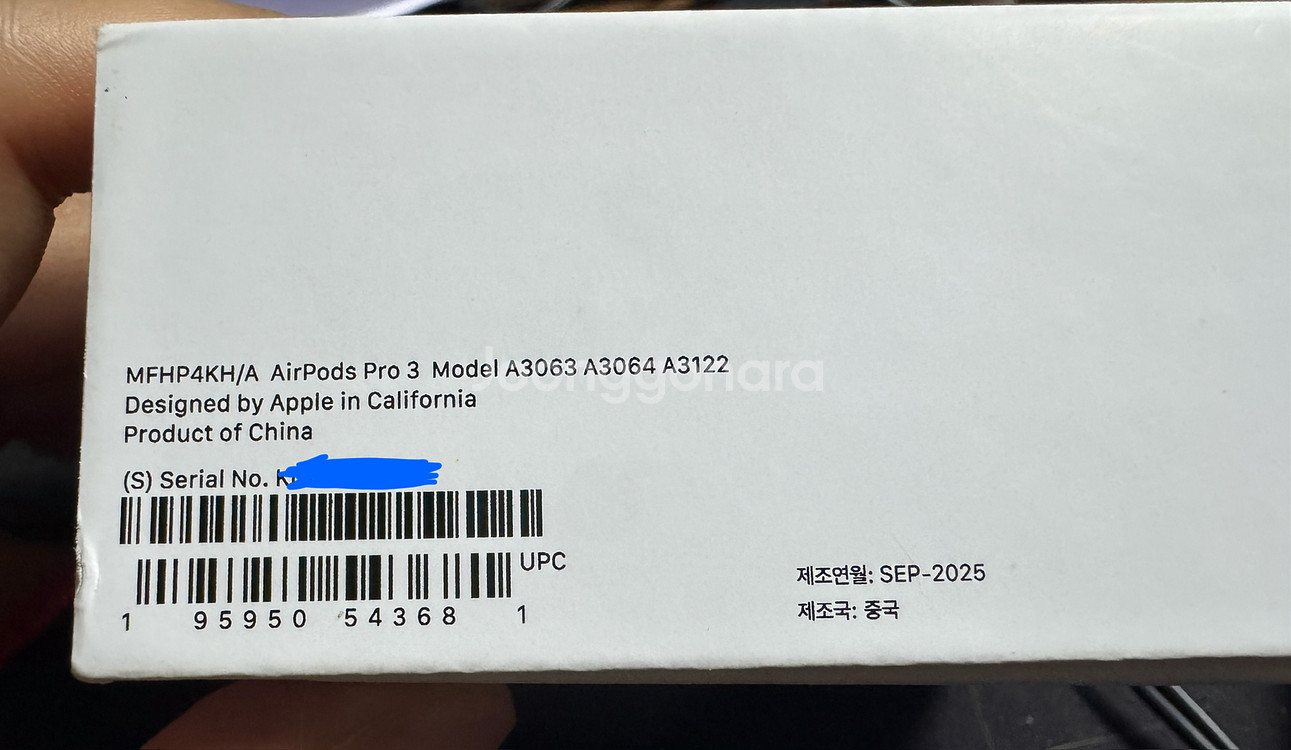 MFHP4KH/A AirPods Pro 3 Model A3063 A3064 A3122
joonggonara
Designed by Apple in California
Product of China
(S) Serial No.
UPC
1 95950 54368 1
제조연월: SEP-2025
제조국: 중국